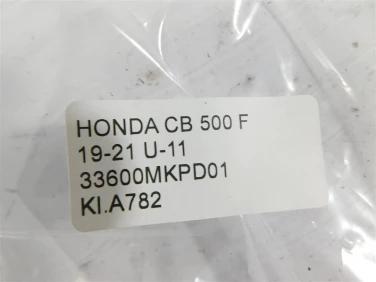 HONDA CB 500 F
19-21 U-11
33600MKPD01
KI.A782